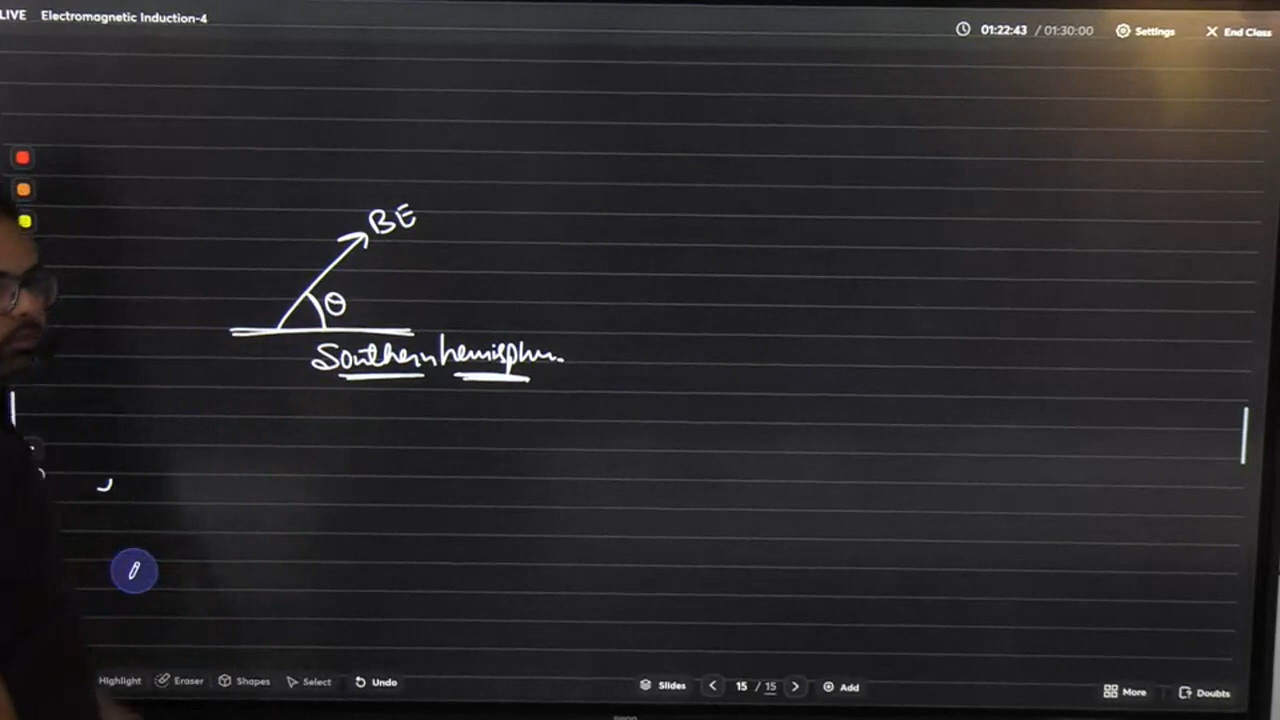 LIVE Electromagnetic Induction-4
01:22:43 / 01:30:00 Settings End Class
BE
θ
Southern hemisphr.
Highlight Eraser Shapes Select Undo
Slides 15 / 15 Add
More Doubts